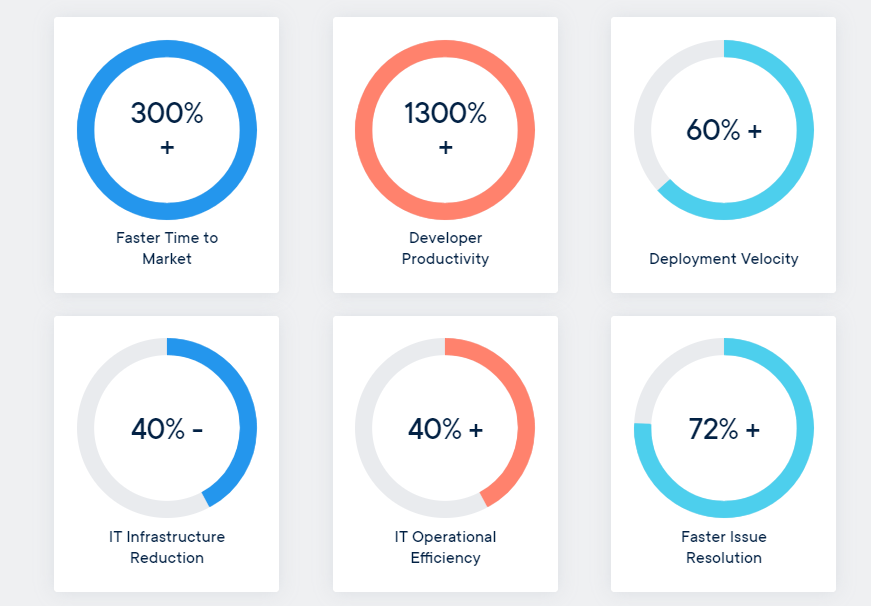 300%
+
Faster Time to
Market
1300%
+
Developer
Productivity
60% +
Deployment Velocity
40% -
IT Infrastructure
Reduction
40% +
IT Operational
Efficiency
72% +
Faster Issue
Resolution